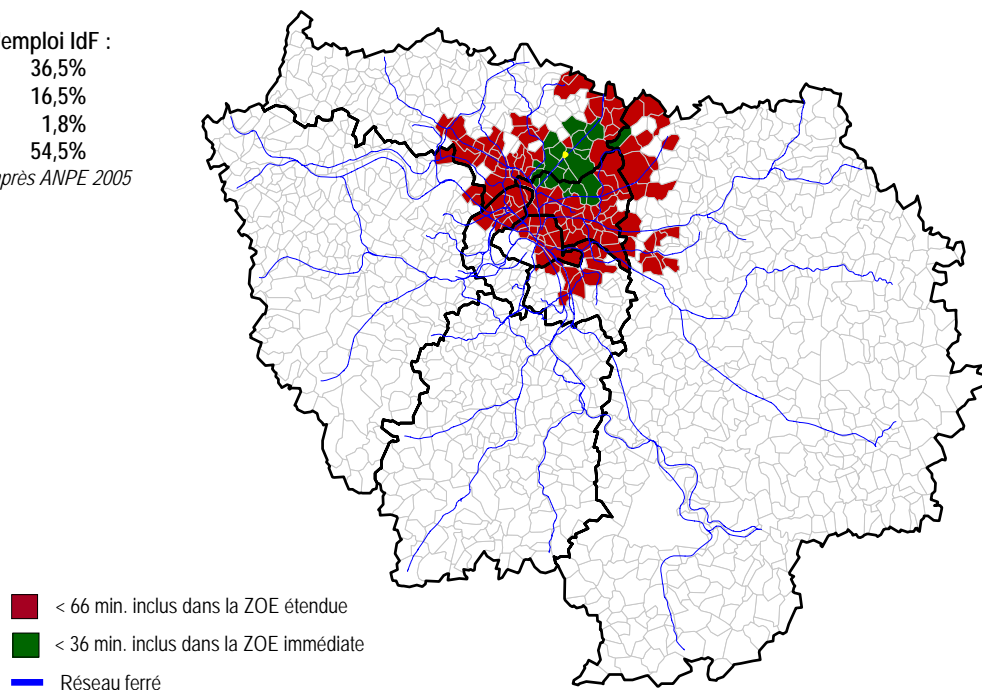 emploi IdF :
36,5%
16,5%
1,8%
54,5%
près ANPE 2005
< 66 min. inclus dans la ZOE étendue
< 36 min. inclus dans la ZOE immédiate
Réseau ferré